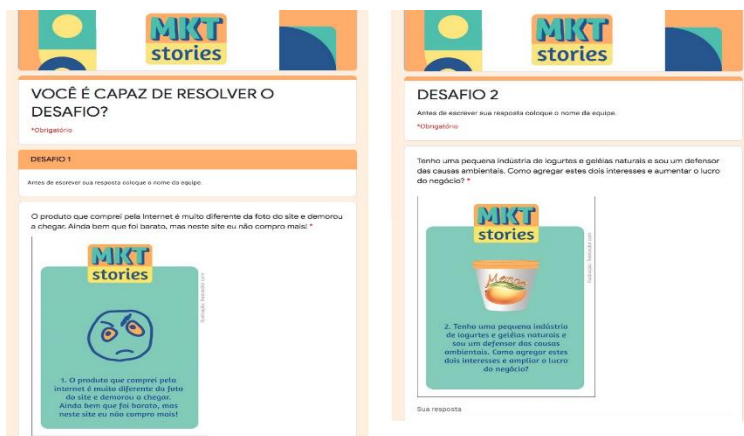 MKT
stories
VOCÊ É CAPAZ DE RESOLVER O
DESAFIO?
*Obrigatório
DESAFIO 1
Antes de escrever sua resposta coloque o nome da equipe.
O produto que comprei pela Internet é muito diferente da foto do site e demorou
a chegar. Ainda bem que foi barato, mas neste site eu não compro mais! *
MKT
stories
1. O produto que comprei pela
internet é muito diferente da foto
do site e demorou a chegar.
Ainda bem que foi barato, mas
neste site eu não compro mais!
MKT
stories
DESAFIO 2
Antes de escrever sua resposta coloque o nome da equipe.
*Obrigatório
Tenho uma pequena indústria de iogurtes e geléias naturais e sou um defensor
das causas ambientais. Como agregar estes dois interesses e aumentar o lucro
do negócio? *
MKT
stories
2. Tenho uma pequena indústria
de iogurtes e geléias naturais e
sou um defensor das causas
ambientais. Como agregar estes
dois interesses e ampliar o lucro
do negócio?
Sua resposta